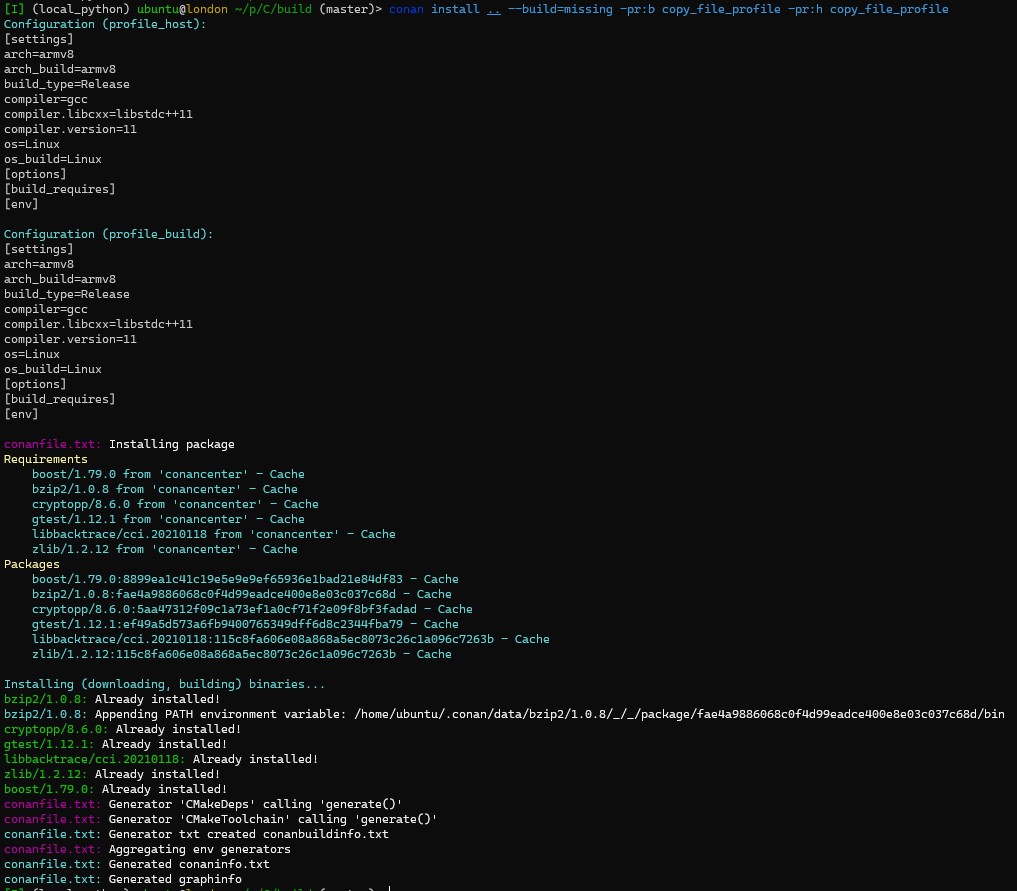 [I] (local_python) ubuntu@london ~/p/C/build (master)> conan install .. --build=missing -pr:b copy_file_profile -pr:h copy_file_profile
Configuration (profile_host):
[settings]
arch=armv8
arch_build=armv8
build_type=Release
compiler=gcc
compiler.libcxx=libstdc++11
compiler.version=11
os=Linux
os_build=Linux
[options]
[build_requires]
[env]
Configuration (profile_build):
[settings]
arch=armv8
arch_build=armv8
build_type=Release
compiler=gcc
compiler.libcxx=libstdc++11
compiler.version=11
os=Linux
os_build=Linux
[options]
[build_requires]
[env]
conanfile.txt: Installing package
Requirements
boost/1.79.0 from 'conancenter' - Cache
bzip2/1.0.8 from 'conancenter' - Cache
cryptopp/8.6.0 from 'conancenter' - Cache
gtest/1.12.1 from 'conancenter' - Cache
libbacktrace/cci.20210118 from 'conancenter' - Cache
zlib/1.2.12 from 'conancenter' - Cache
Packages
boost/1.79.0:8899ea1c41c19e5e9e9ef65936e1bad21e84df83 - Cache
bzip2/1.0.8:fae4a9886068c0f4d99eadce400e8e03c037c68d - Cache
cryptopp/8.6.0:5aa47312f09c1a73ef1a0cf71f2e09f8bf3fadad - Cache
gtest/1.12.1:ef49a5d573a6fb9400765349dff6d8c2344fba79 - Cache
libbacktrace/cci.20210118:115c8fa606e08a868a5ec8073c26c1a096c7263b - Cache
zlib/1.2.12:115c8fa606e08a868a5ec8073c26c1a096c7263b - Cache
Installing (downloading, building) binaries...
bzip2/1.0.8: Already installed!
bzip2/1.0.8: Appending PATH environment variable: /home/ubuntu/.conan/data/bzip2/1.0.8/_/_/package/fae4a9886068c0f4d99eadce400e8e03c037c68d/bin
cryptopp/8.6.0: Already installed!
gtest/1.12.1: Already installed!
libbacktrace/cci.20210118: Already installed!
zlib/1.2.12: Already installed!
boost/1.79.0: Already installed!
conanfile.txt: Generator 'CMakeDeps' calling 'generate()'
conanfile.txt: Generator 'CMakeToolchain' calling 'generate()'
conanfile.txt: Generator txt created conanbuildinfo.txt
conanfile.txt: Aggregating env generators
conanfile.txt: Generated conaninfo.txt
conanfile.txt: Generated graphinfo